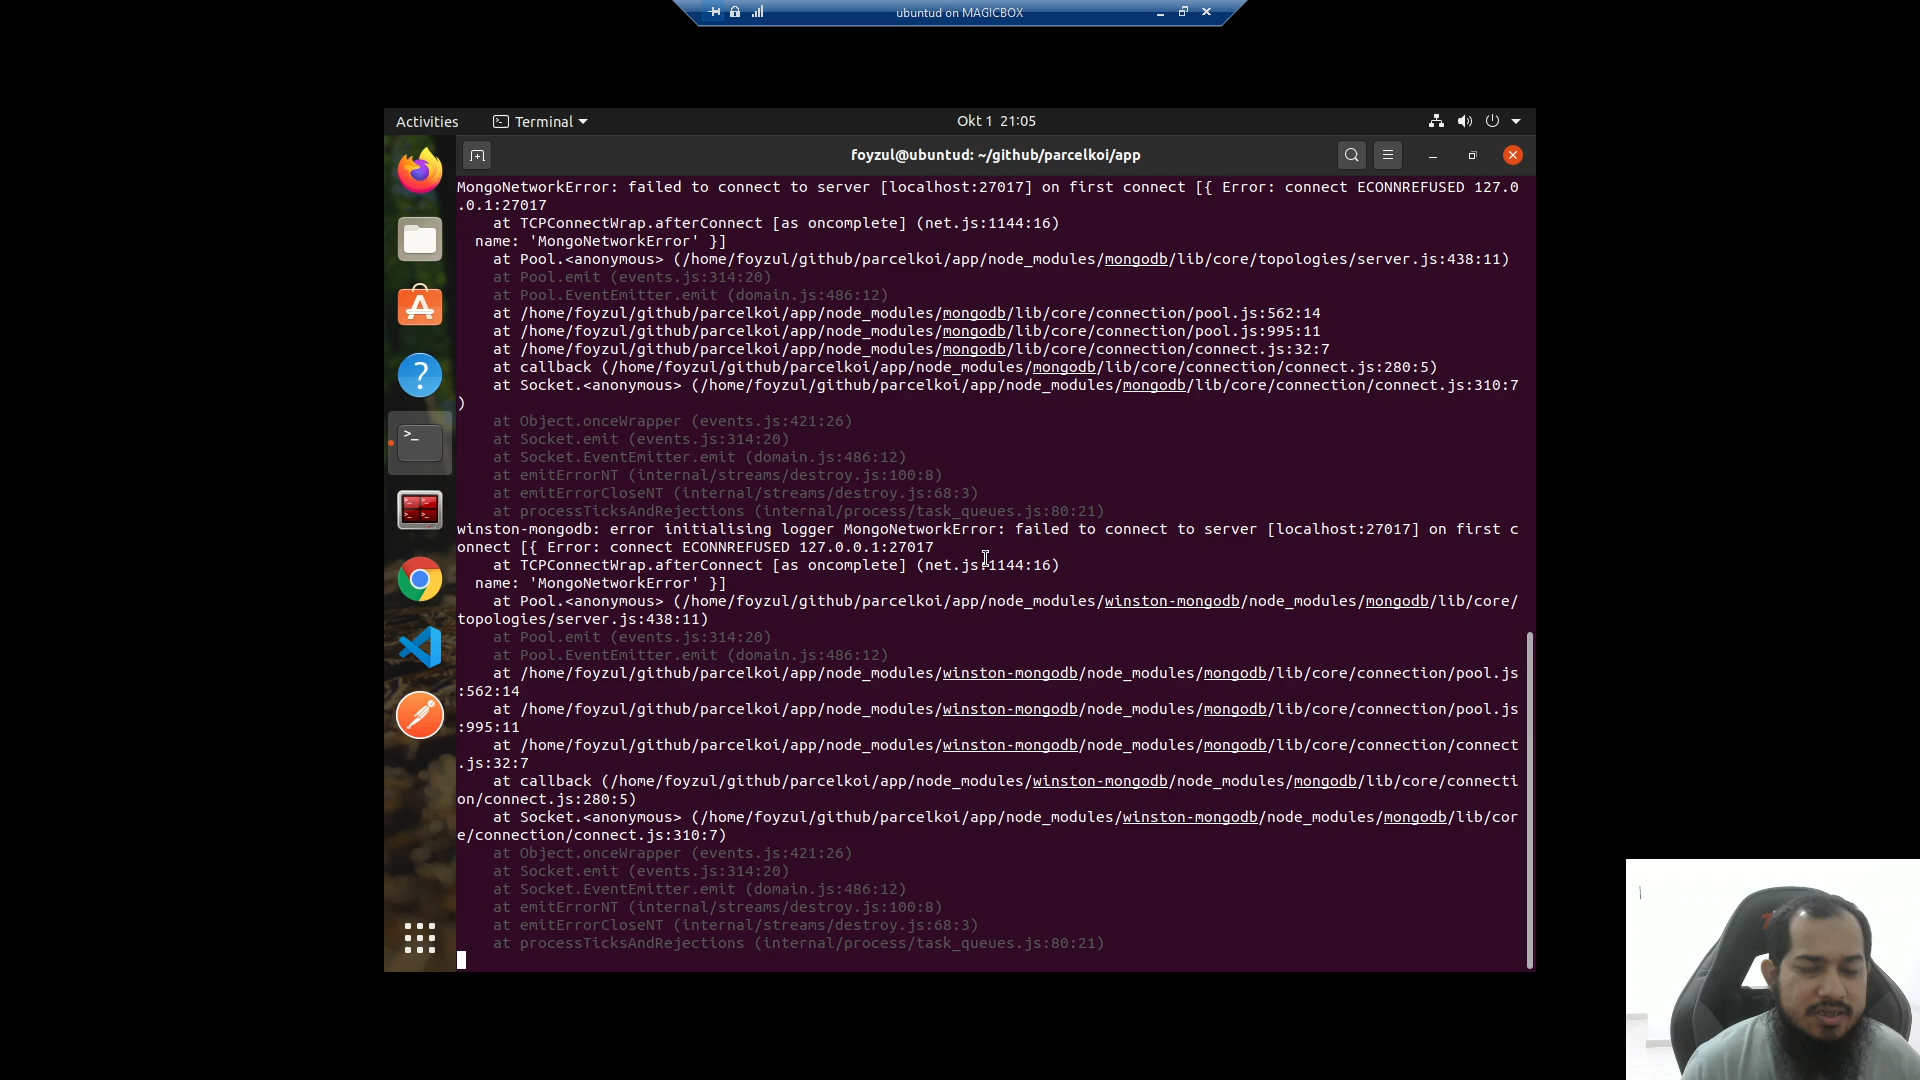 ubuntud on MAGICBOX
Activities
Terminal
Okt 1 21:05
foyzul@ubuntud: ~/github/parcelkoi/app
MongoNetworkError: failed to connect to server [localhost:27017] on first connect [{ Error: connect ECONNREFUSED 127.0
.0.1:27017
at TCPConnectWrap.afterConnect [as oncomplete] (net.js:1144:16)
name: 'MongoNetworkError' }]
at Pool.<anonymous> (/home/foyzul/github/parcelkoi/app/node_modules/mongodb/lib/core/topologies/server.js:438:11)
at Pool.emit (events.js:314:20)
at Pool.EventEmitter.emit (domain.js:486:12)
at /home/foyzul/github/parcelkoi/app/node_modules/mongodb/lib/core/connection/pool.js:562:14
at /home/foyzul/github/parcelkoi/app/node_modules/mongodb/lib/core/connection/pool.js:995:11
at /home/foyzul/github/parcelkoi/app/node_modules/mongodb/lib/core/connection/connect.js:32:7
at callback (/home/foyzul/github/parcelkoi/app/node_modules/mongodb/lib/core/connection/connect.js:280:5)
at Socket.<anonymous> (/home/foyzul/github/parcelkoi/app/node_modules/mongodb/lib/core/connection/connect.js:310:7
)
at Object.onceWrapper (events.js:421:26)
at Socket.emit (events.js:314:20)
at Socket.EventEmitter.emit (domain.js:486:12)
at emitErrorNT (internal/streams/destroy.js:100:8)
at emitErrorCloseNT (internal/streams/destroy.js:68:3)
at processTicksAndRejections (internal/process/task_queues.js:80:21)
winston-mongodb: error initialising logger MongoNetworkError: failed to connect to server [localhost:27017] on first c
onnect [{ Error: connect ECONNREFUSED 127.0.0.1:27017
at TCPConnectWrap.afterConnect [as oncomplete] (net.js:1144:16)
name: 'MongoNetworkError' }]
at Pool.<anonymous> (/home/foyzul/github/parcelkoi/app/node_modules/winston-mongodb/node_modules/mongodb/lib/core/
topologies/server.js:438:11)
at Pool.emit (events.js:314:20)
at Pool.EventEmitter.emit (domain.js:486:12)
at /home/foyzul/github/parcelkoi/app/node_modules/winston-mongodb/node_modules/mongodb/lib/core/connection/pool.js
:562:14
at /home/foyzul/github/parcelkoi/app/node_modules/winston-mongodb/node_modules/mongodb/lib/core/connection/pool.js
:995:11
at /home/foyzul/github/parcelkoi/app/node_modules/winston-mongodb/node_modules/mongodb/lib/core/connection/connect
.js:32:7
at callback (/home/foyzul/github/parcelkoi/app/node_modules/winston-mongodb/node_modules/mongodb/lib/core/connecti
on/connect.js:280:5)
at Socket.<anonymous> (/home/foyzul/github/parcelkoi/app/node_modules/winston-mongodb/node_modules/mongodb/lib/cor
e/connection/connect.js:310:7)
at Object.onceWrapper (events.js:421:26)
at Socket.emit (events.js:314:20)
at Socket.EventEmitter.emit (domain.js:486:12)
at emitErrorNT (internal/streams/destroy.js:100:8)
at emitErrorCloseNT (internal/streams/destroy.js:68:3)
at processTicksAndRejections (internal/process/task_queues.js:80:21)